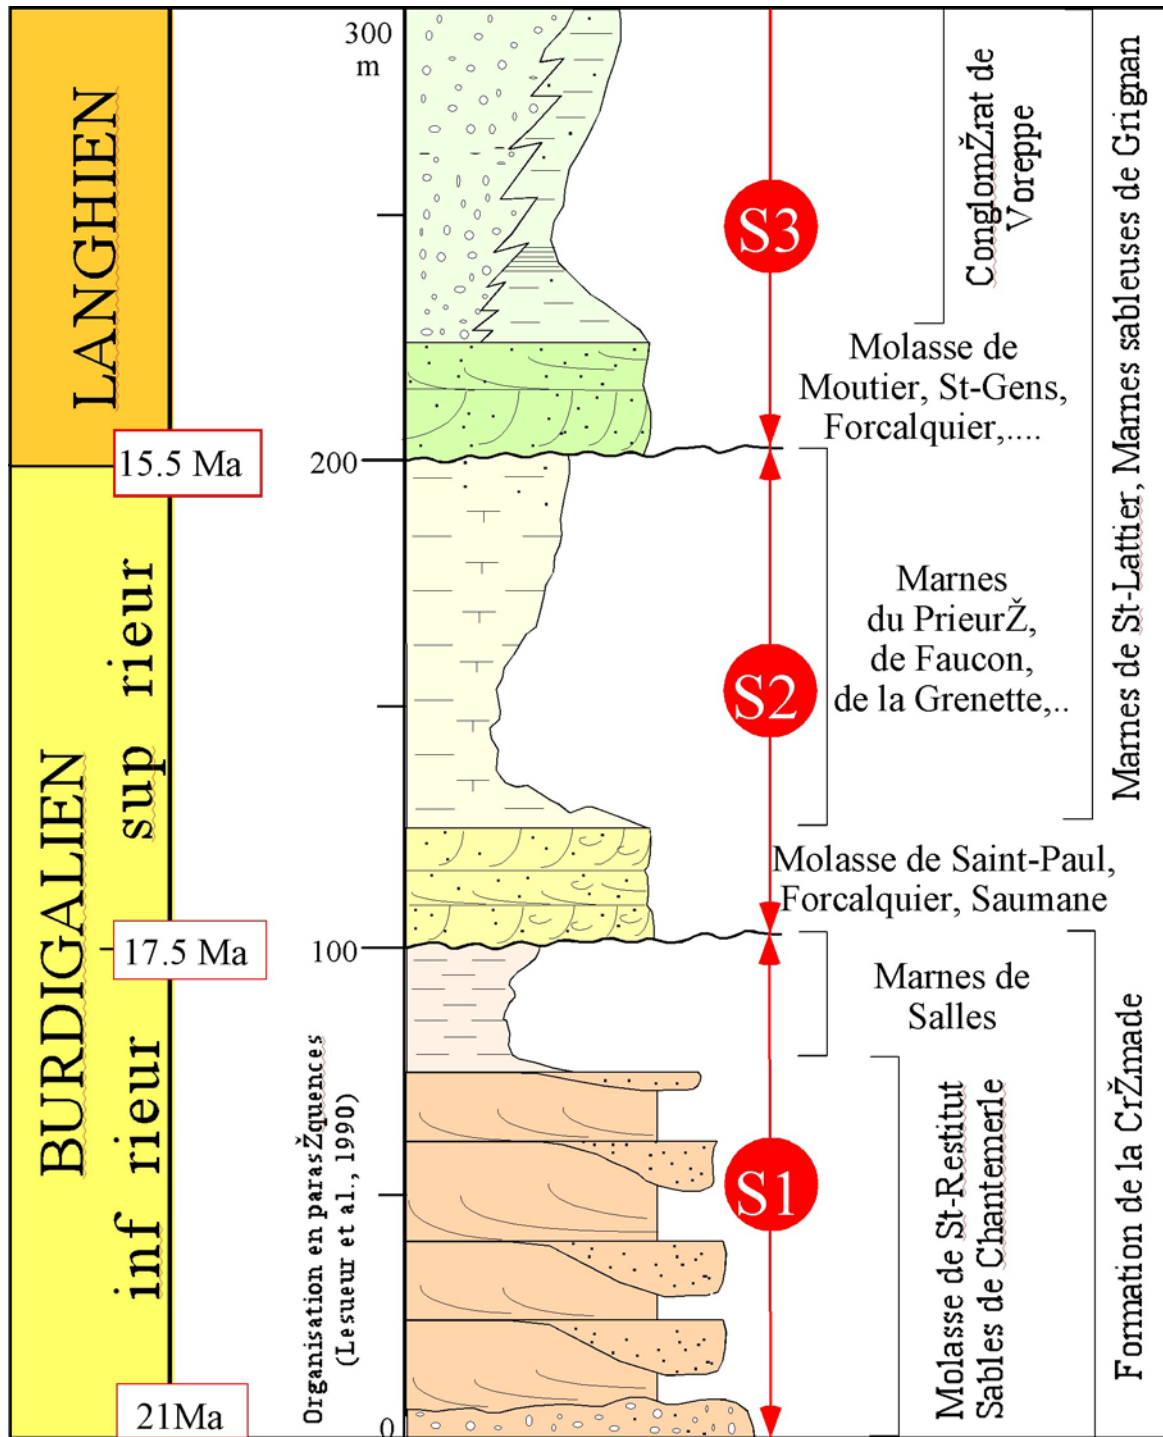 LANGHIEN
15.5 Ma
BURDIGALIEN
sup rieur
17.5 Ma
inf rieur
21Ma
300
m
200
100
0
Organisation en parasŽquences
(Lesueur et al., 1990)
S3
S2
S1
ConglomŽrat de
Voreppe
Molasse de
Moutier, St-Gens,
Forcalquier,....
Marnes
du PrieurŽ,
de Faucon,
de la Grenette,..
Marnes de St-Lattier, Marnes sableuses de Grignan
Molasse de Saint-Paul,
Forcalquier, Saumane
Marnes de
Salles
Molasse de St-Restitut
Sables de Chantemerle
Formation de la CrŽmade